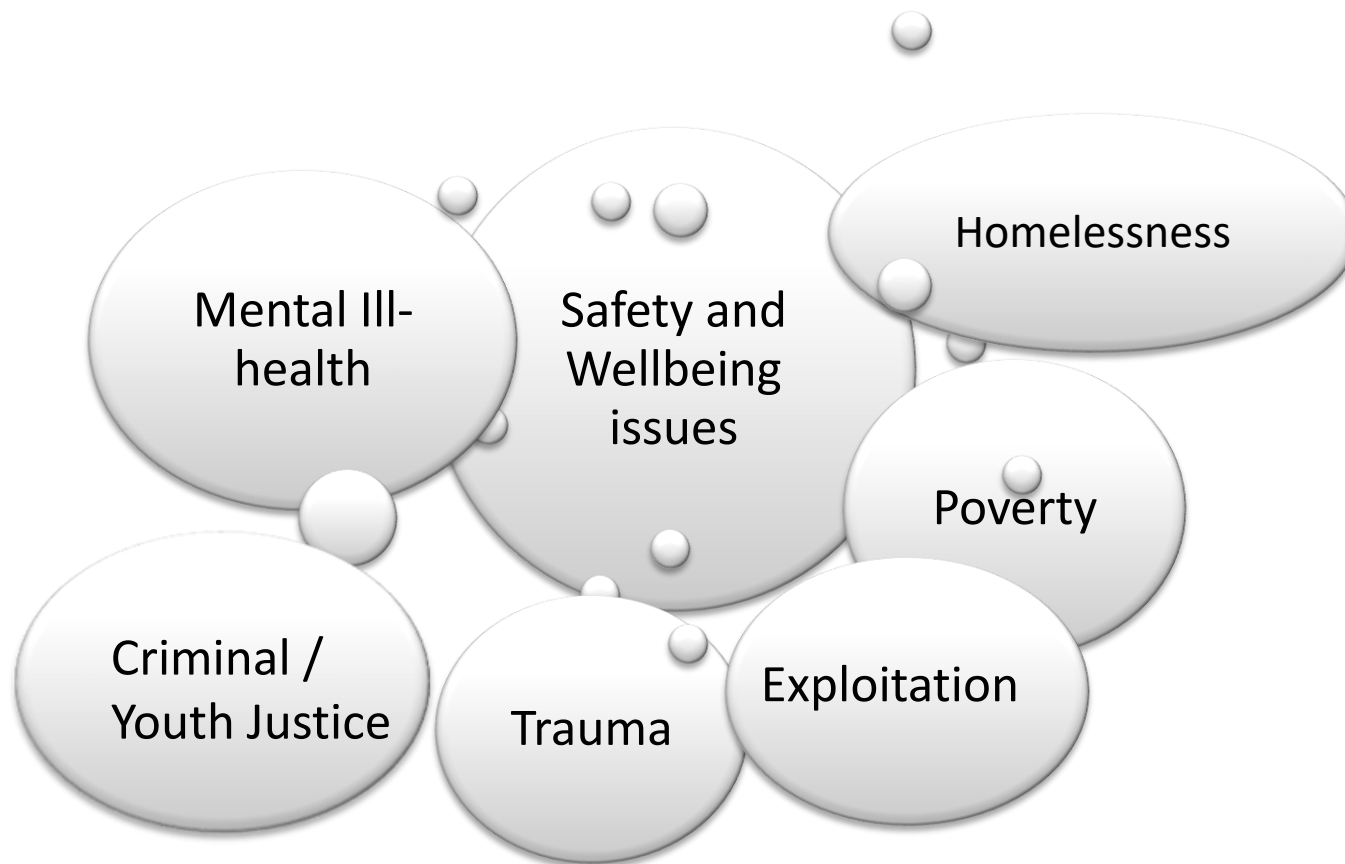 Homelessness
Mental Ill-
health
Safety and
Wellbeing
issues
Poverty
Criminal /
Youth Justice
Trauma
Exploitation